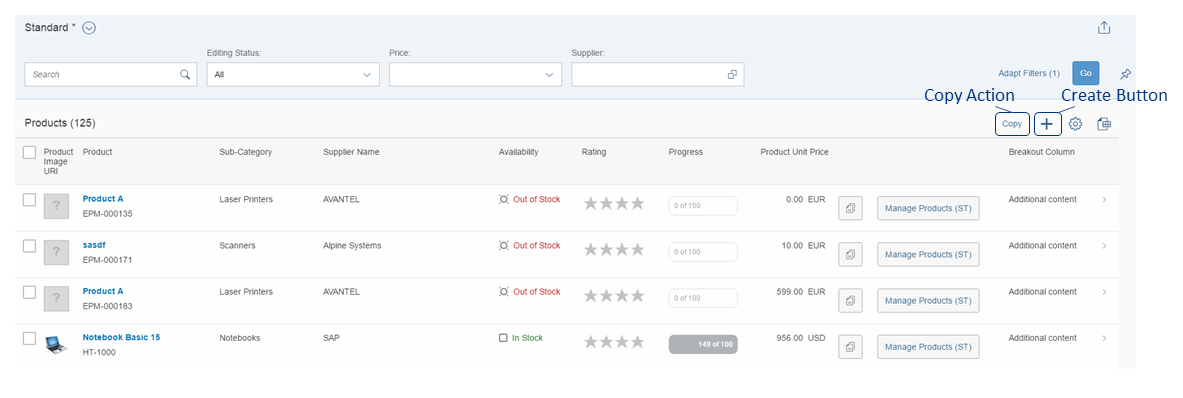 Standard *
Editing Status:
Price:
Supplier:
Search
All
Adapt Filters (1)
Go
Copy Action
Create Button
Products (125)
Copy
Product Image URI
Product
Sub-Category
Supplier Name
Availability
Rating
Progress
Product Unit Price
Breakout Column
?
Product A
EPM-000135
Laser Printers
AVANTEL
Out of Stock
0 of 100
0.00 EUR
Manage Products (ST)
Additional content
?
sasdf
EPM-000171
Scanners
Alpine Systems
Out of Stock
0 of 100
10.00 EUR
Manage Products (ST)
Additional content
?
Product A
EPM-000183
Laser Printers
AVANTEL
Out of Stock
0 of 100
599.00 EUR
Manage Products (ST)
Additional content
Notebook Basic 15
HT-1000
Notebooks
SAP
In Stock
149 of 100
956.00 USD
Manage Products (ST)
Additional content